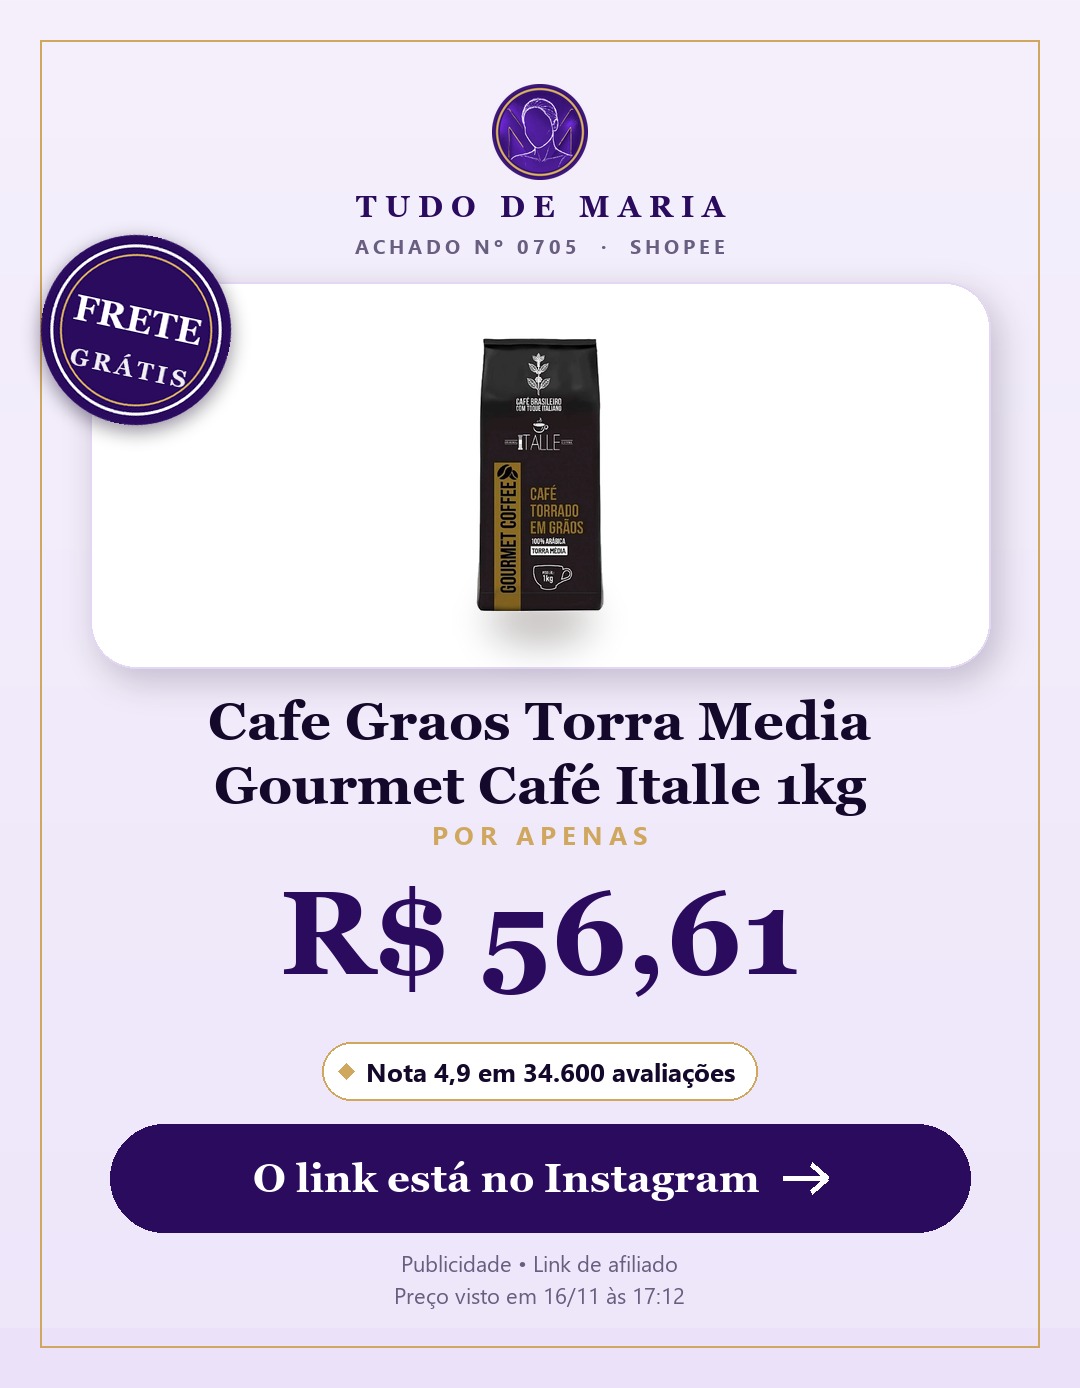 TUDO DE MARIA
ACHADO Nº 0705 · SHOPEE
FRETE
GRÁTIS
CAFÉ BRASILEIRO
COM TOQUE ITALIANO
ITALLE
GOURMET COFFEE
CAFÉ
TORRADO
EM GRÃOS
100% ARÁBICA
TORRA MÉDIA
1kg
Cafe Graos Torra Media
Gourmet Café Italle 1kg
POR APENAS
R$ 56,61
Nota 4,9 em 34.600 avaliações
O link está no Instagram →
Publicidade • Link de afiliado
Preço visto em 16/11 às 17:12